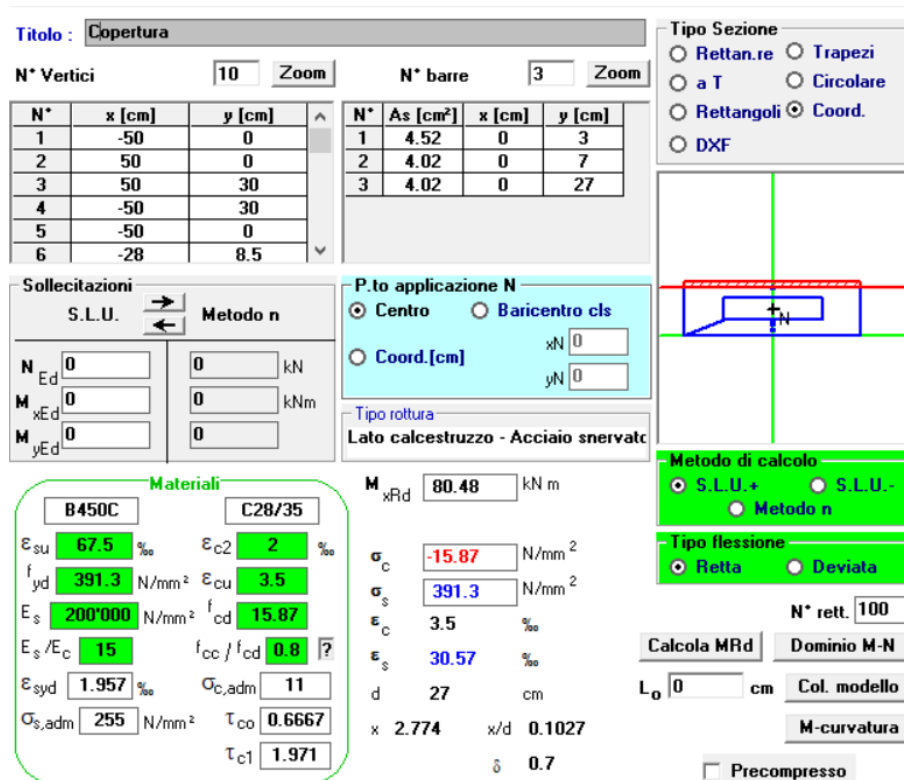 Titolo : Copertura
N° Vertici 10 Zoom N° barre 3 Zoom
N° x [cm] y [cm]
1 -50 0
2 50 0
3 50 30
4 -50 30
5 -50 0
6 -28 8.5
N° As [cm²] x [cm] y [cm]
1 4.52 0 3
2 4.02 0 7
3 4.02 0 27
Tipo Sezione
Rettan.re Trapezi
a T Circolare
Rettangoli Coord.
DXF
Sollecitazioni
S.L.U. Metodo n
N Ed 0 0 kN
M xEd 0 0 kNm
M yEd 0 0
P.to applicazione N
Centro Baricentro cls
Coord.[cm] xN 0
yN 0
Tipo rottura
Lato calcestruzzo - Acciaio snervatc
N
Metodo di calcolo
S.L.U.+ S.L.U.-
Metodo n
Tipo flessione
Retta Deviata
Materiali
B450C C28/35
εsu 67.5 ‰ εc2 2 ‰
fyd 391.3 N/mm² εcu 3.5
Es 200'000 N/mm² fcd 15.87
Es /Ec 15 fcc / fcd 0.8 ?
εsyd 1.957 ‰ σc,adm 11
σs,adm 255 N/mm² τco 0.6667
τc1 1.971
M xRd 80.48 kN m
σc -15.87 N/mm²
σs 391.3 N/mm²
εc 3.5 ‰
εs 30.57 ‰
d 27 cm
x 2.774 x/d 0.1027
δ 0.7
N° rett. 100
Calcola MRd Dominio M-N
Lo 0 cm Col. modello
M-curvatura
Precompresso